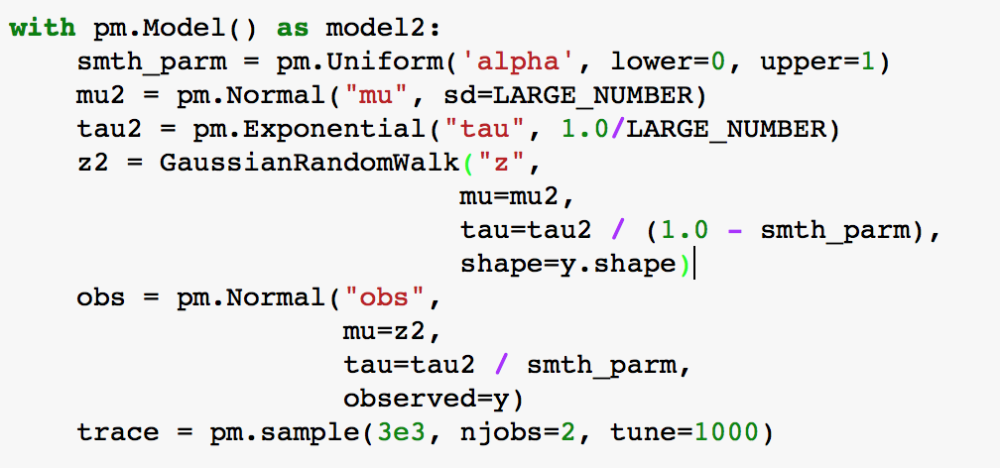 with pm.Model() as model2:
    smth_parm = pm.Uniform('alpha', lower=0, upper=1)
    mu2 = pm.Normal("mu", sd=LARGE_NUMBER)
    tau2 = pm.Exponential("tau", 1.0/LARGE_NUMBER)
    z2 = GaussianRandomWalk("z",
                           mu=mu2,
                           tau=tau2 / (1.0 - smth_parm),
                           shape=y.shape)
    obs = pm.Normal("obs",
                    mu=z2,
                    tau=tau2 / smth_parm,
                    observed=y)
    trace = pm.sample(3e3, njobs=2, tune=1000)